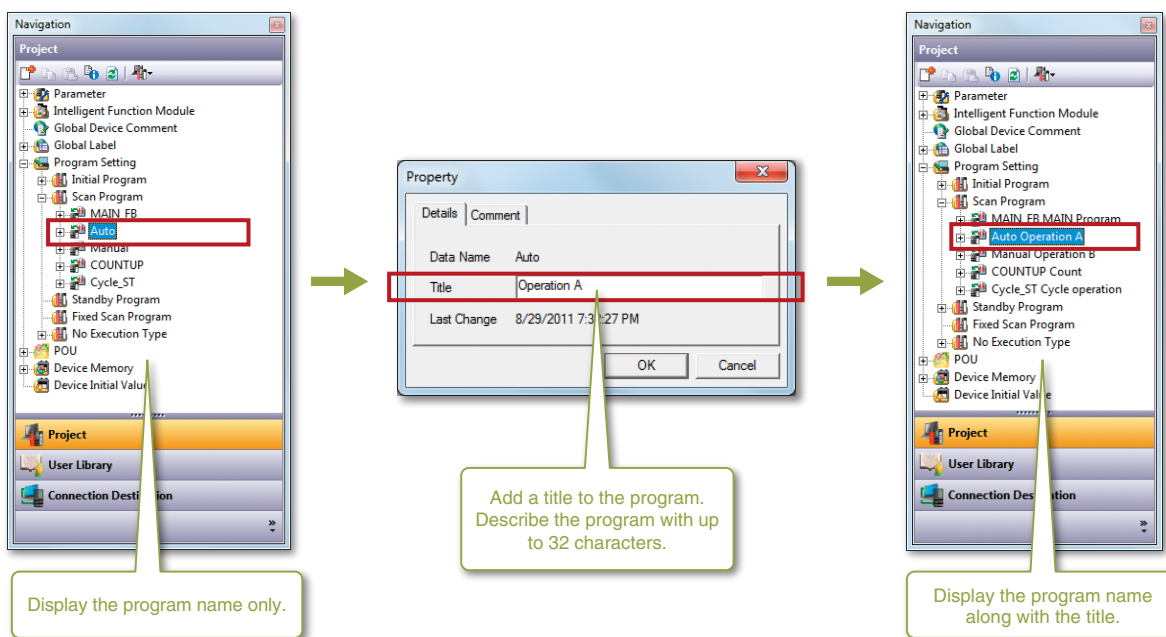 Navigation
Project
Parameter
Intelligent Function Module
Global Device Comment
Global Label
Program Setting
Initial Program
Scan Program
MAIN_FB
Auto
Manual
COUNTUP
Cycle_ST
Standby Program
Fixed Scan Program
No Execution Type
POU
Device Memory
Device Initial Value
Project
User Library
Connection Destination
Display the program name only.
Property
Details
Comment
Data Name Auto
Title Operation A
Last Change 8/29/2011 7:32:27 PM
OK Cancel
Add a title to the program.
Describe the program with up
to 32 characters.
Navigation
Project
Parameter
Intelligent Function Module
Global Device Comment
Global Label
Program Setting
Initial Program
Scan Program
MAIN_FB MAIN Program
Auto Operation A
Manual Operation B
COUNTUP Count
Cycle_ST Cycle operation
Standby Program
Fixed Scan Program
No Execution Type
POU
Device Memory
Device Initial Value
Project
User Library
Connection Destination
Display the program name
along with the title.